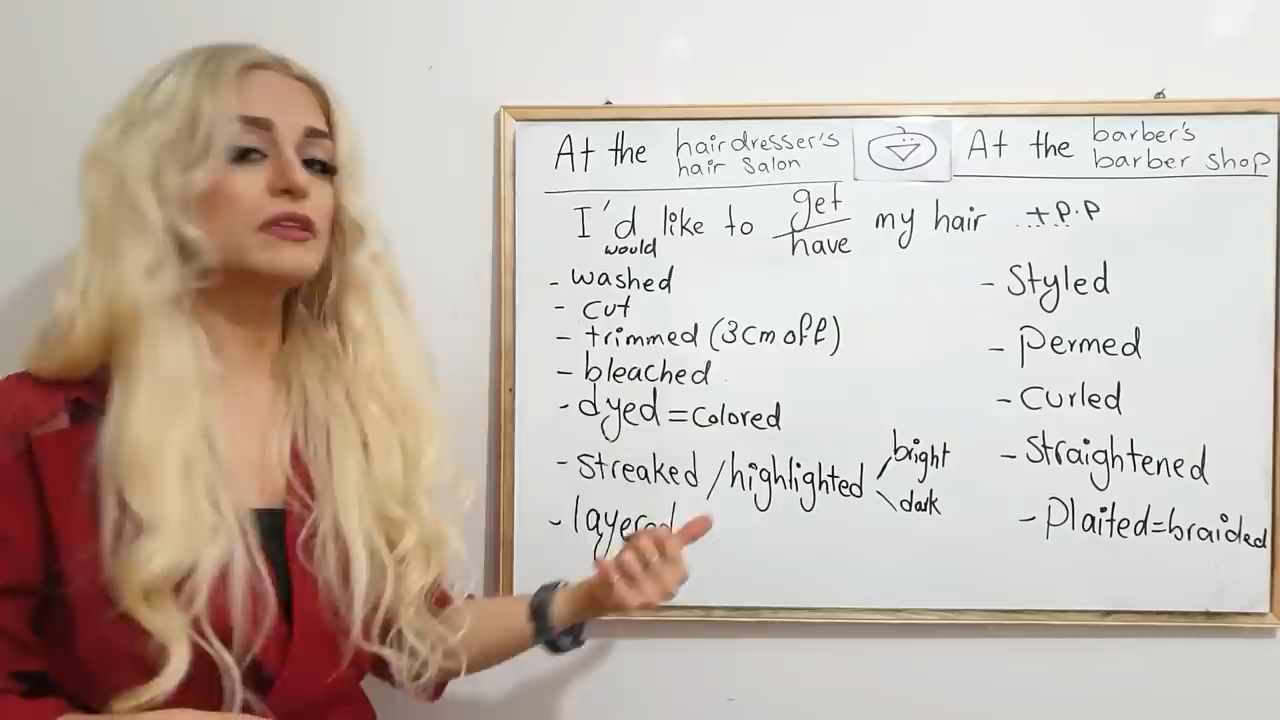 At the hairdresser's
hair salon
At the barber's
barber shop
I'd like to get my hair ...+P.P
would
have
- washed
- cut
- trimmed (3cm off)
- bleached
- dyed = colored
- streaked / highlighted
bright
dark
- layered
- Styled
- Permed
- Curled
- Straightened
- Plaited = braided